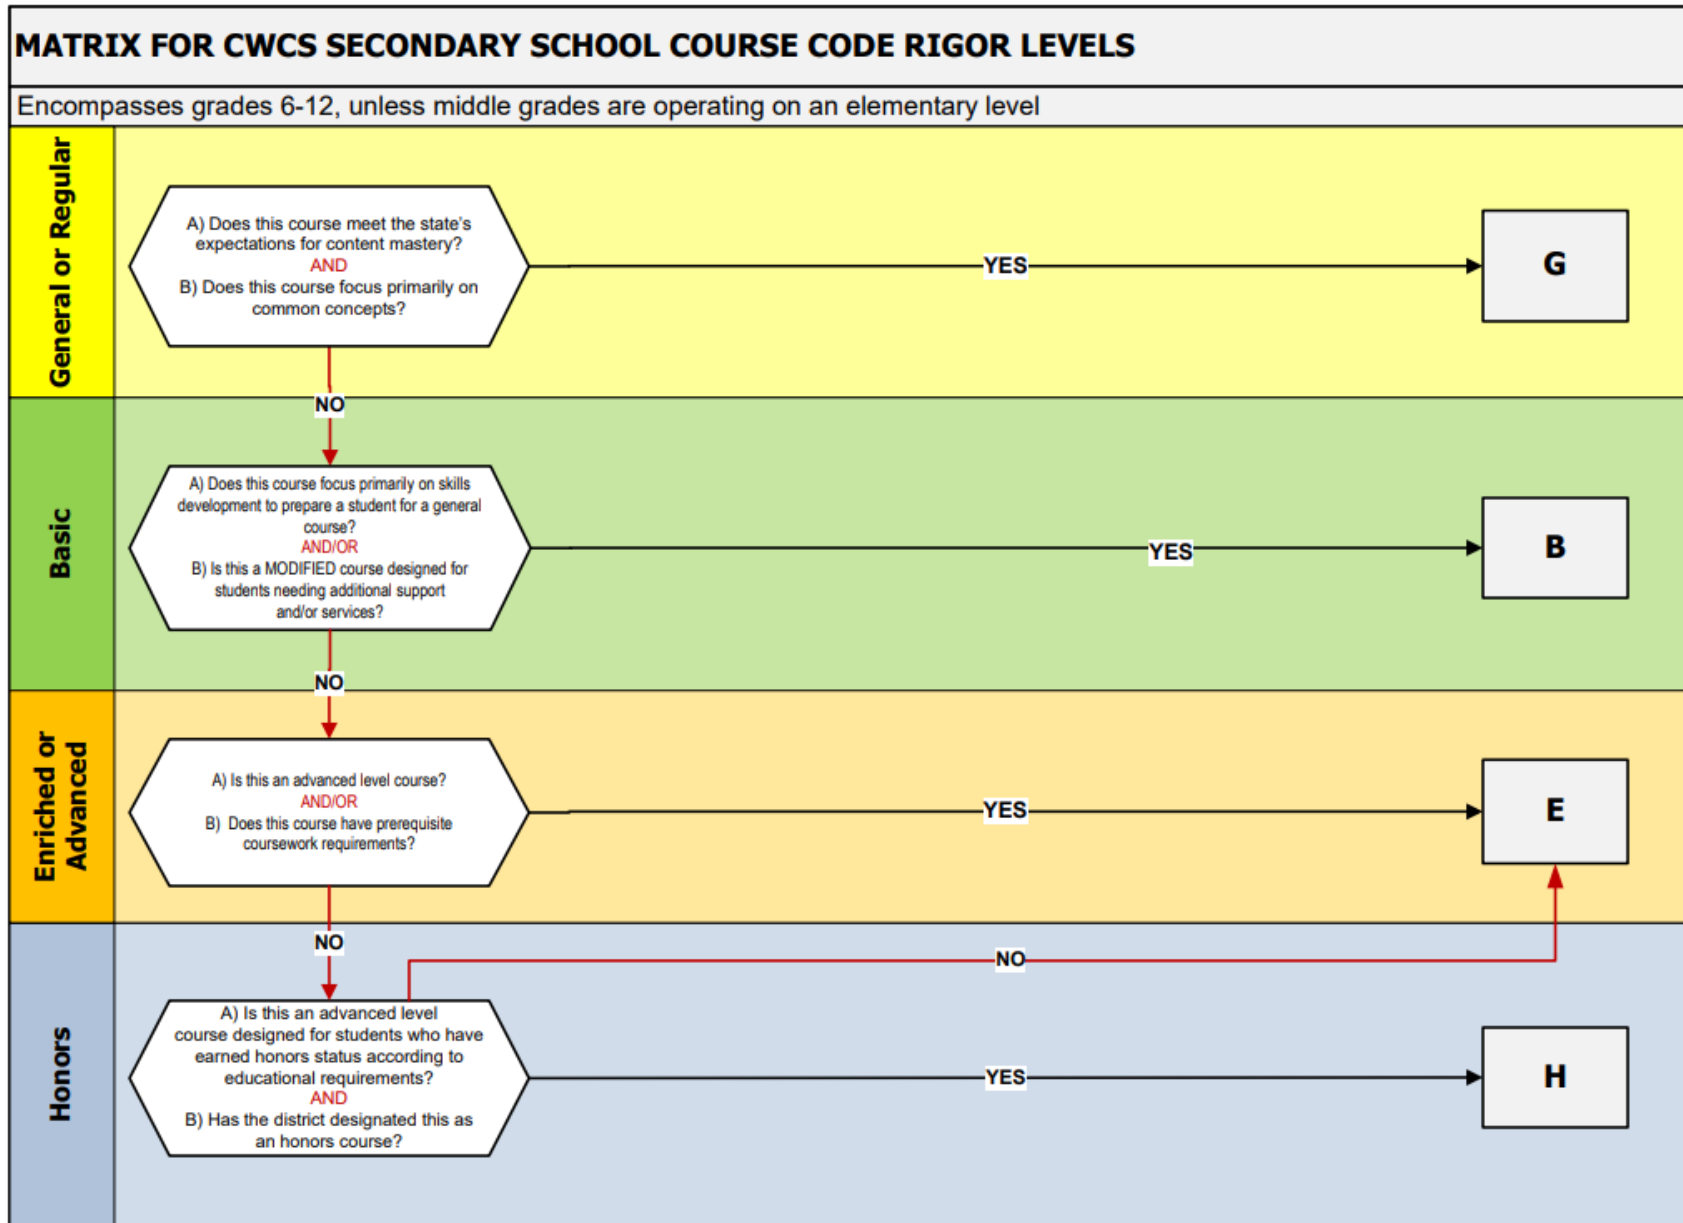 MATRIX FOR CWCS SECONDARY SCHOOL COURSE CODE RIGOR LEVELS
Encompasses grades 6-12, unless middle grades are operating on an elementary level
General or Regular
A) Does this course meet the state's
expectations for content mastery?
AND
B) Does this course focus primarily on
common concepts?
YES
G
NO
Basic
A) Does this course focus primarily on skills
development to prepare a student for a general
course?
AND/OR
B) Is this a MODIFIED course designed for
students needing additional support
and/or services?
YES
B
NO
Enriched or
Advanced
A) Is this an advanced level course?
AND/OR
B) Does this course have prerequisite
coursework requirements?
YES
E
NO
NO
Honors
A) Is this an advanced level
course designed for students who have
earned honors status according to
educational requirements?
AND
B) Has the district designated this as
an honors course?
YES
H